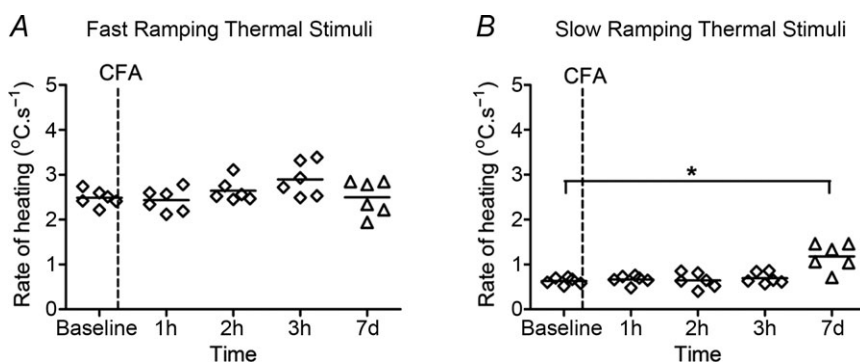 A Fast Ramping Thermal Stimuli
CFA
Rate of heating (°C.s⁻¹)
5
4
3
2
1
0
Baseline 1h 2h 3h 7d
Time
B Slow Ramping Thermal Stimuli
CFA
Rate of heating (°C.s⁻¹)
5
4
3
*
2
1
0
Baseline 1h 2h 3h 7d
Time